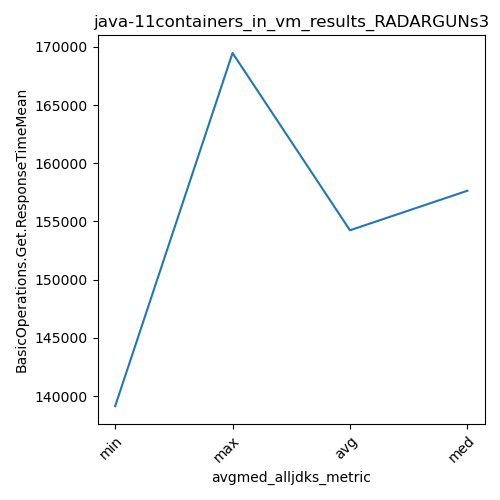 java-11containers_in_vm_results_RADARGUNs3
BasicOperations.Get.ResponseTimeMean
170000
165000
160000
155000
150000
145000
140000
min
max
avg
med
avgmed_alljdks_metric